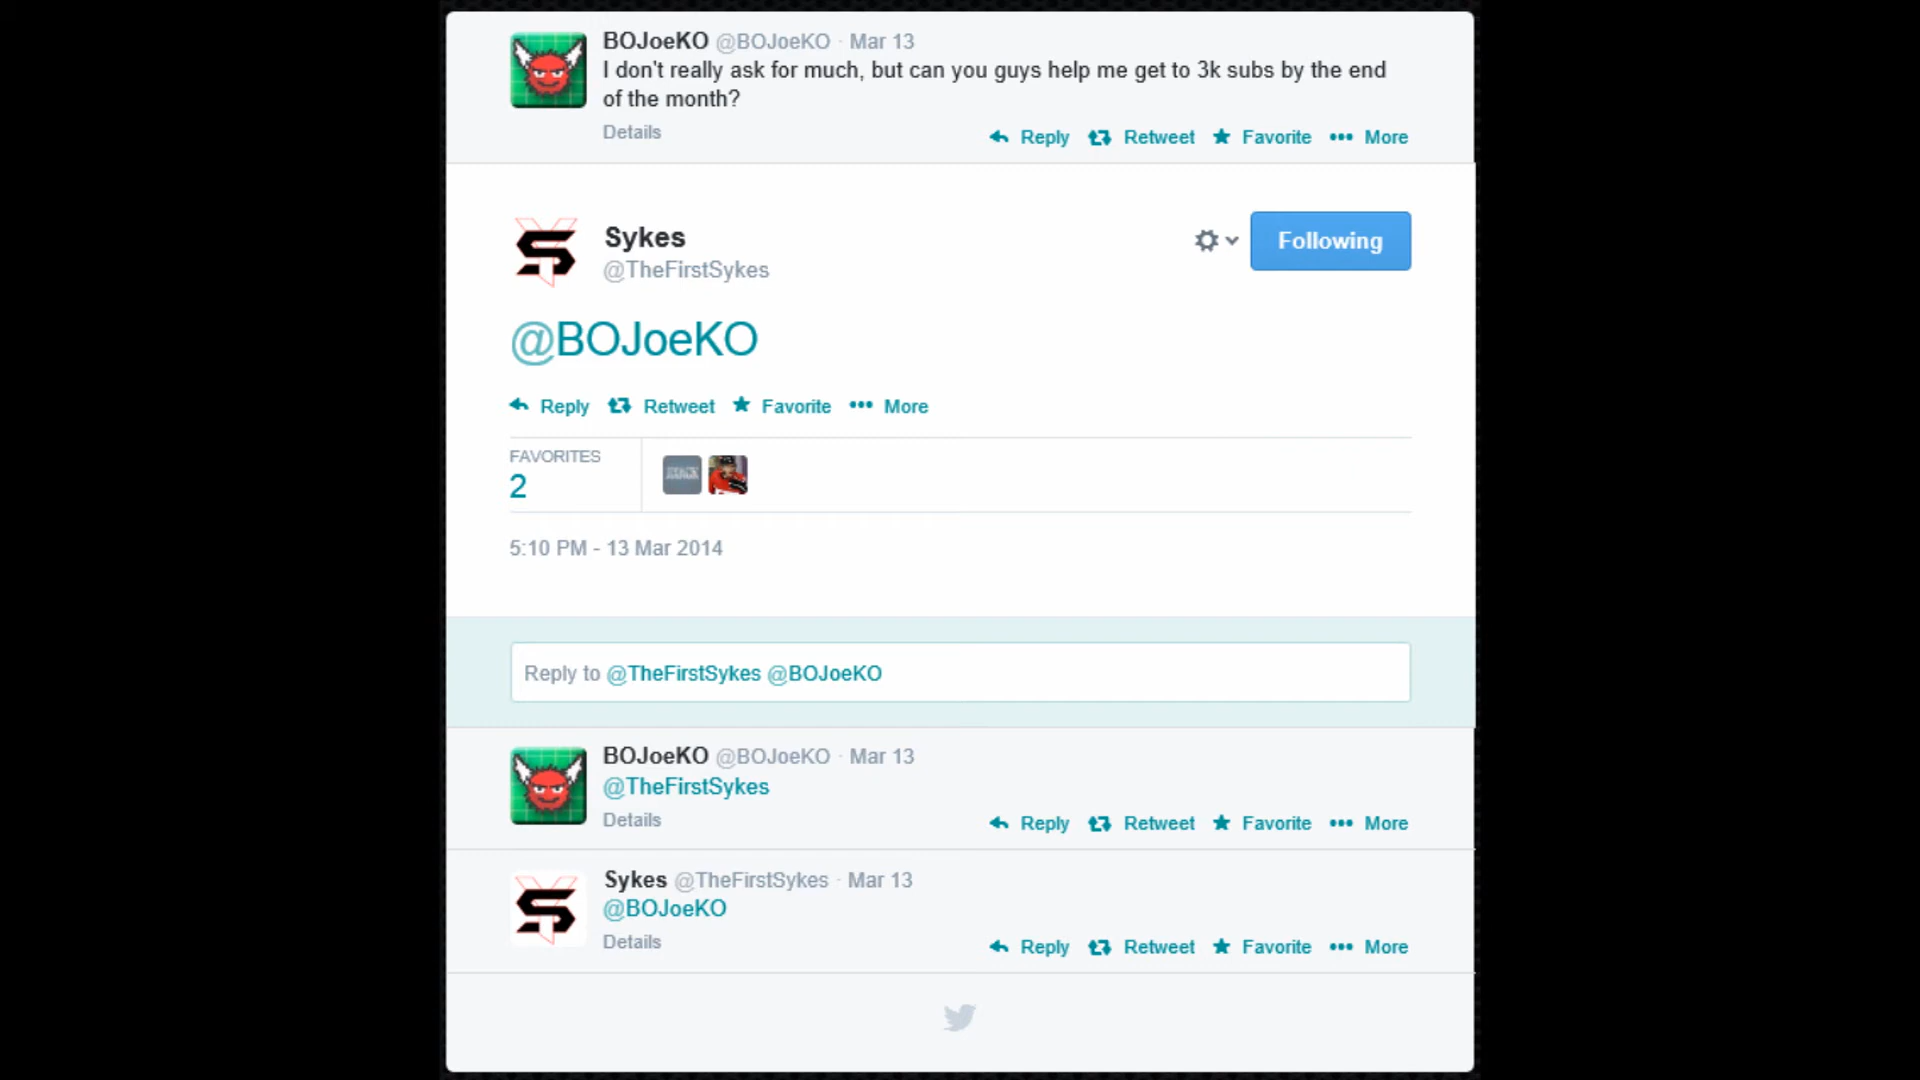 BOJoeKO @BOJoeKO · Mar 13
I don't really ask for much, but can you guys help me get to 3k subs by the end
of the month?
Details
Reply Retweet Favorite More
Sykes
@TheFirstSykes
Following
@BOJoeKO
Reply Retweet Favorite More
FAVORITES
2
5:10 PM - 13 Mar 2014
Reply to @TheFirstSykes @BOJoeKO
BOJoeKO @BOJoeKO · Mar 13
@TheFirstSykes
Details
Reply Retweet Favorite More
Sykes @TheFirstSykes · Mar 13
@BOJoeKO
Details
Reply Retweet Favorite More